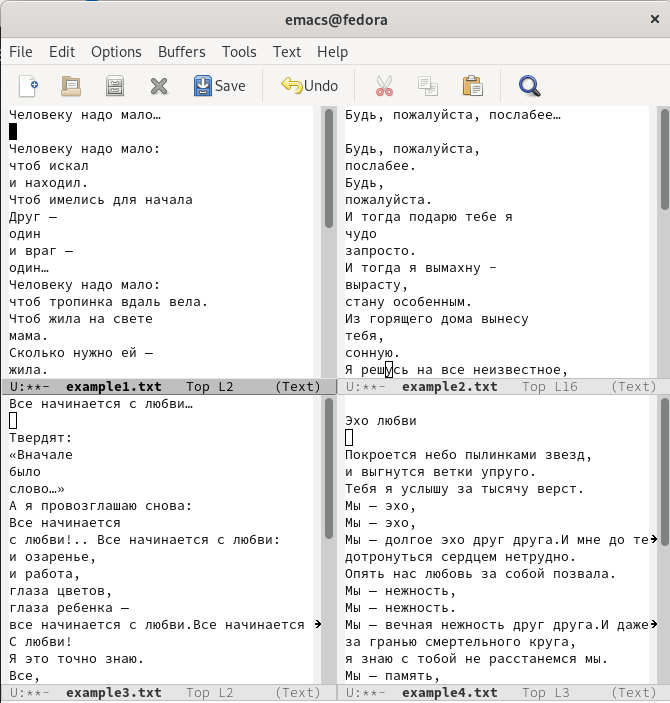 emacs@fedora
File Edit Options Buffers Tools Text Help
Save Undo
Человеку надо мало…
Человеку надо мало:
чтоб искал
и находил.
Чтоб имелись для начала
Друг –
один
и враг –
один…
Человеку надо мало:
чтоб тропинка вдаль вела.
Чтоб жила на свете
мама.
Сколько нужно ей –
жила.
U:**- example1.txt Top L2 (Text)
Будь, пожалуйста, послабее…
Будь, пожалуйста,
послабее.
Будь,
пожалуйста.
И тогда подарю тебе я
чудо
запросто.
И тогда я вымахну –
вырасту,
стану особенным.
Из горящего дома вынесу
тебя,
сонную.
Я решусь на все неизвестное,
U:**- example2.txt Top L16 (Text)
Все начинается с любви…
Твердят:
«Вначале
было
слово…»
А я провозглашаю снова:
Все начинается
с любви!.. Все начинается с любви:
и озаренье,
и работа,
глаза цветов,
глаза ребенка –
все начинается с любви.Все начинается
С любви!
Я это точно знаю.
Все,
U:**- example3.txt Top L2 (Text)
Эхо любви
Покроется небо пылинками звезд,
и выгнутся ветки упруго.
Тебя я услышу за тысячу верст.
Мы – эхо,
Мы – эхо,
Мы – долгое эхо друг друга.И мне до те
дотронуться сердцем нетрудно.
Опять нас любовь за собой позвала.
Мы – нежность,
Мы – нежность.
Мы – вечная нежность друг друга.И даже
за гранью смертельного круга,
я знаю с тобой не расстанемся мы.
Мы – память,
U:**- example4.txt Top L3 (Text)